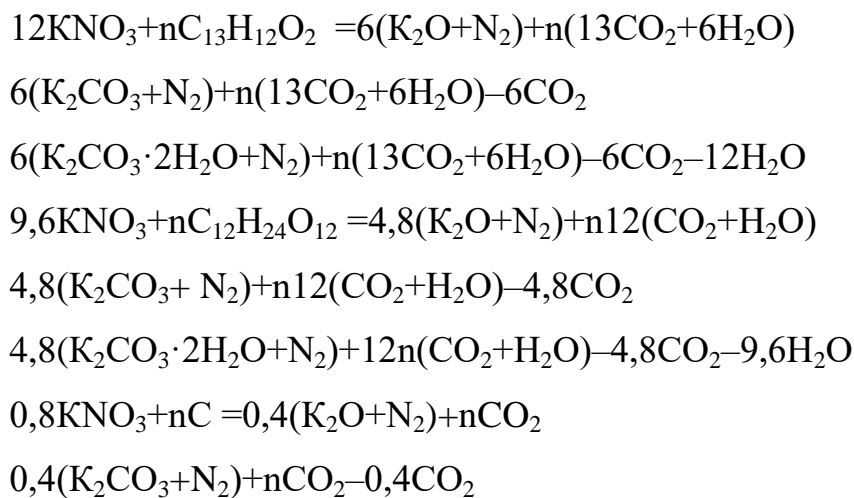 12KNO₃+nC₁₃H₁₂O₂ =6(K₂O+N₂)+n(13CO₂+6H₂O)
6(K₂CO₃+N₂)+n(13CO₂+6H₂O)–6CO₂
6(K₂CO₃·2H₂O+N₂)+n(13CO₂+6H₂O)–6CO₂–12H₂O
9,6KNO₃+nC₁₂H₂₄O₁₂ =4,8(K₂O+N₂)+n12(CO₂+H₂O)
4,8(K₂CO₃+ N₂)+n12(CO₂+H₂O)–4,8CO₂
4,8(K₂CO₃·2H₂O+N₂)+12n(CO₂+H₂O)–4,8CO₂–9,6H₂O
0,8KNO₃+nC =0,4(K₂O+N₂)+nCO₂
0,4(K₂CO₃+N₂)+nCO₂–0,4CO₂